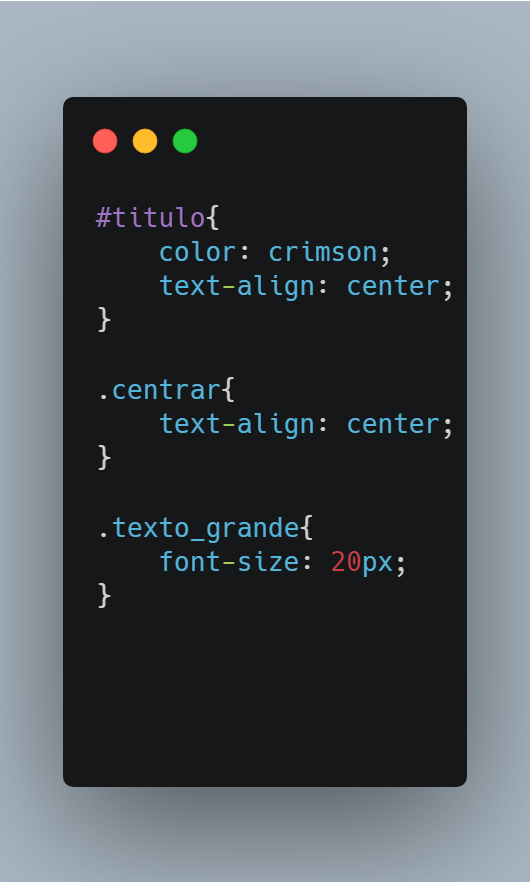 #titulo{
    color: crimson;
    text-align: center;
}

.centrar{
    text-align: center;
}

.texto_grande{
    font-size: 20px;
}